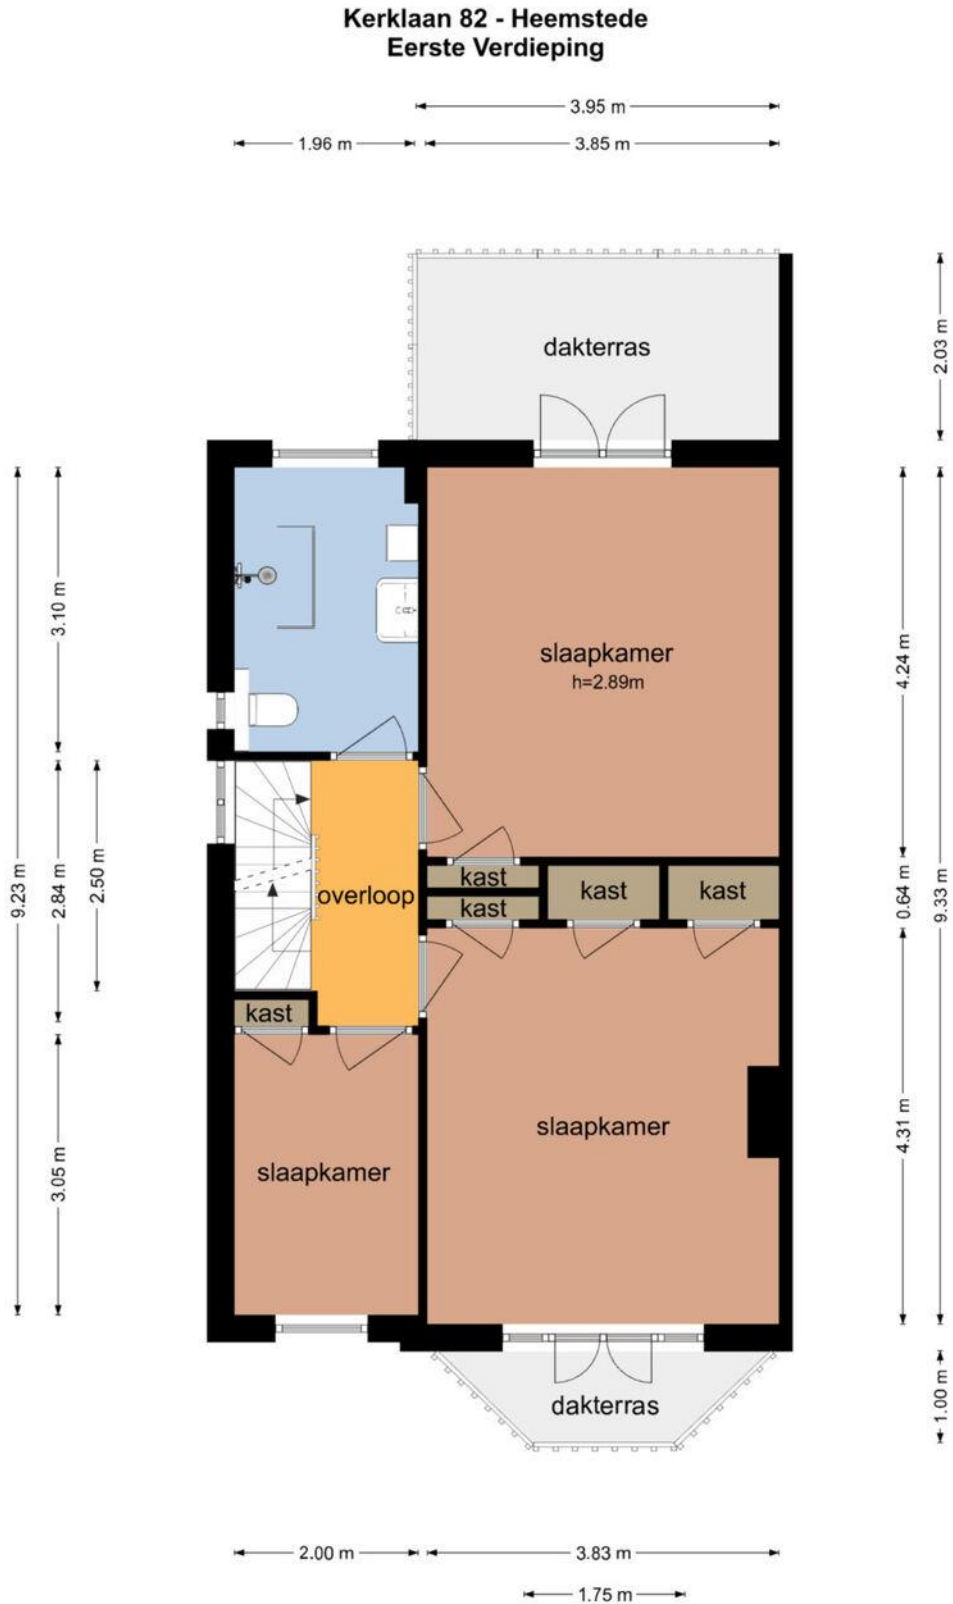 Kerklaan 82 - Heemstede
Eerste Verdieping
3.95 m
1.96 m
3.85 m
dakterras
2.03 m
3.10 m
slaapkamer
h=2.89m
4.24 m
9.23 m
2.84 m
2.50 m
overloop
kast
kast
kast
kast
0.64 m
9.33 m
kast
slaapkamer
slaapkamer
3.05 m
4.31 m
dakterras
1.00 m
2.00 m
3.83 m
1.75 m